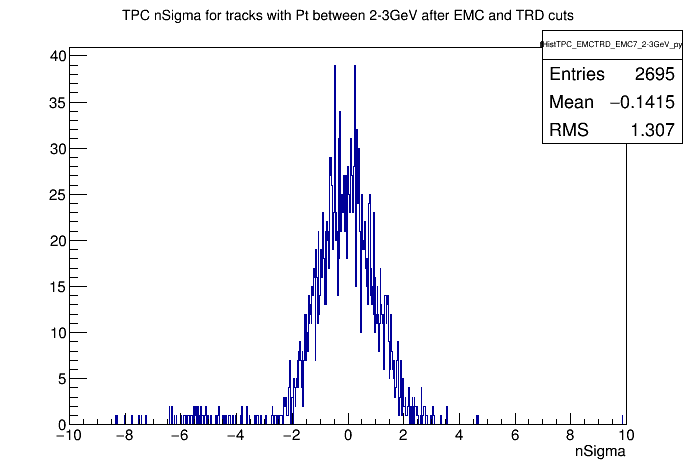 TPC nSigma for tracks with Pt between 2-3GeV after EMC and TRD cuts
HistTPC_EMCTRD_EMC7_2-3GeV_py
Entries 2695
Mean −0.1415
RMS 1.307
40
35
30
25
20
15
10
5
0
−10 −8 −6 −4 −2 0 2 4 6 8 10
nSigma